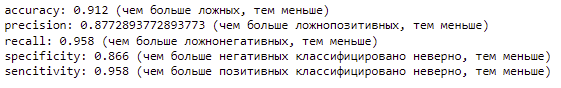 accuracy: 0.912 (чем больше ложных, тем меньше)
precision: 0.8772893772893773 (чем больше ложнопозитивных, тем меньше)
recall: 0.958 (чем больше ложнонегативных, тем меньше)
specificity: 0.866 (чем больше негативных классифицировано неверно, тем меньше)
sencitivity: 0.958 (чем больше позитивных классифицировано неверно, тем меньше)